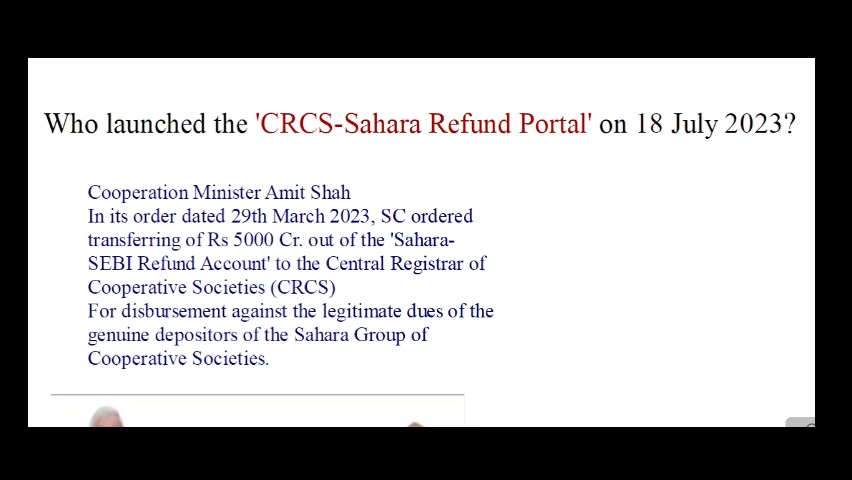 Who launched the 'CRCS-Sahara Refund Portal' on 18 July 2023?
Cooperation Minister Amit Shah
In its order dated 29th March 2023, SC ordered
transferring of Rs 5000 Cr. out of the 'Sahara-
SEBI Refund Account' to the Central Registrar of
Cooperative Societies (CRCS)
For disbursement against the legitimate dues of the
genuine depositors of the Sahara Group of
Cooperative Societies.